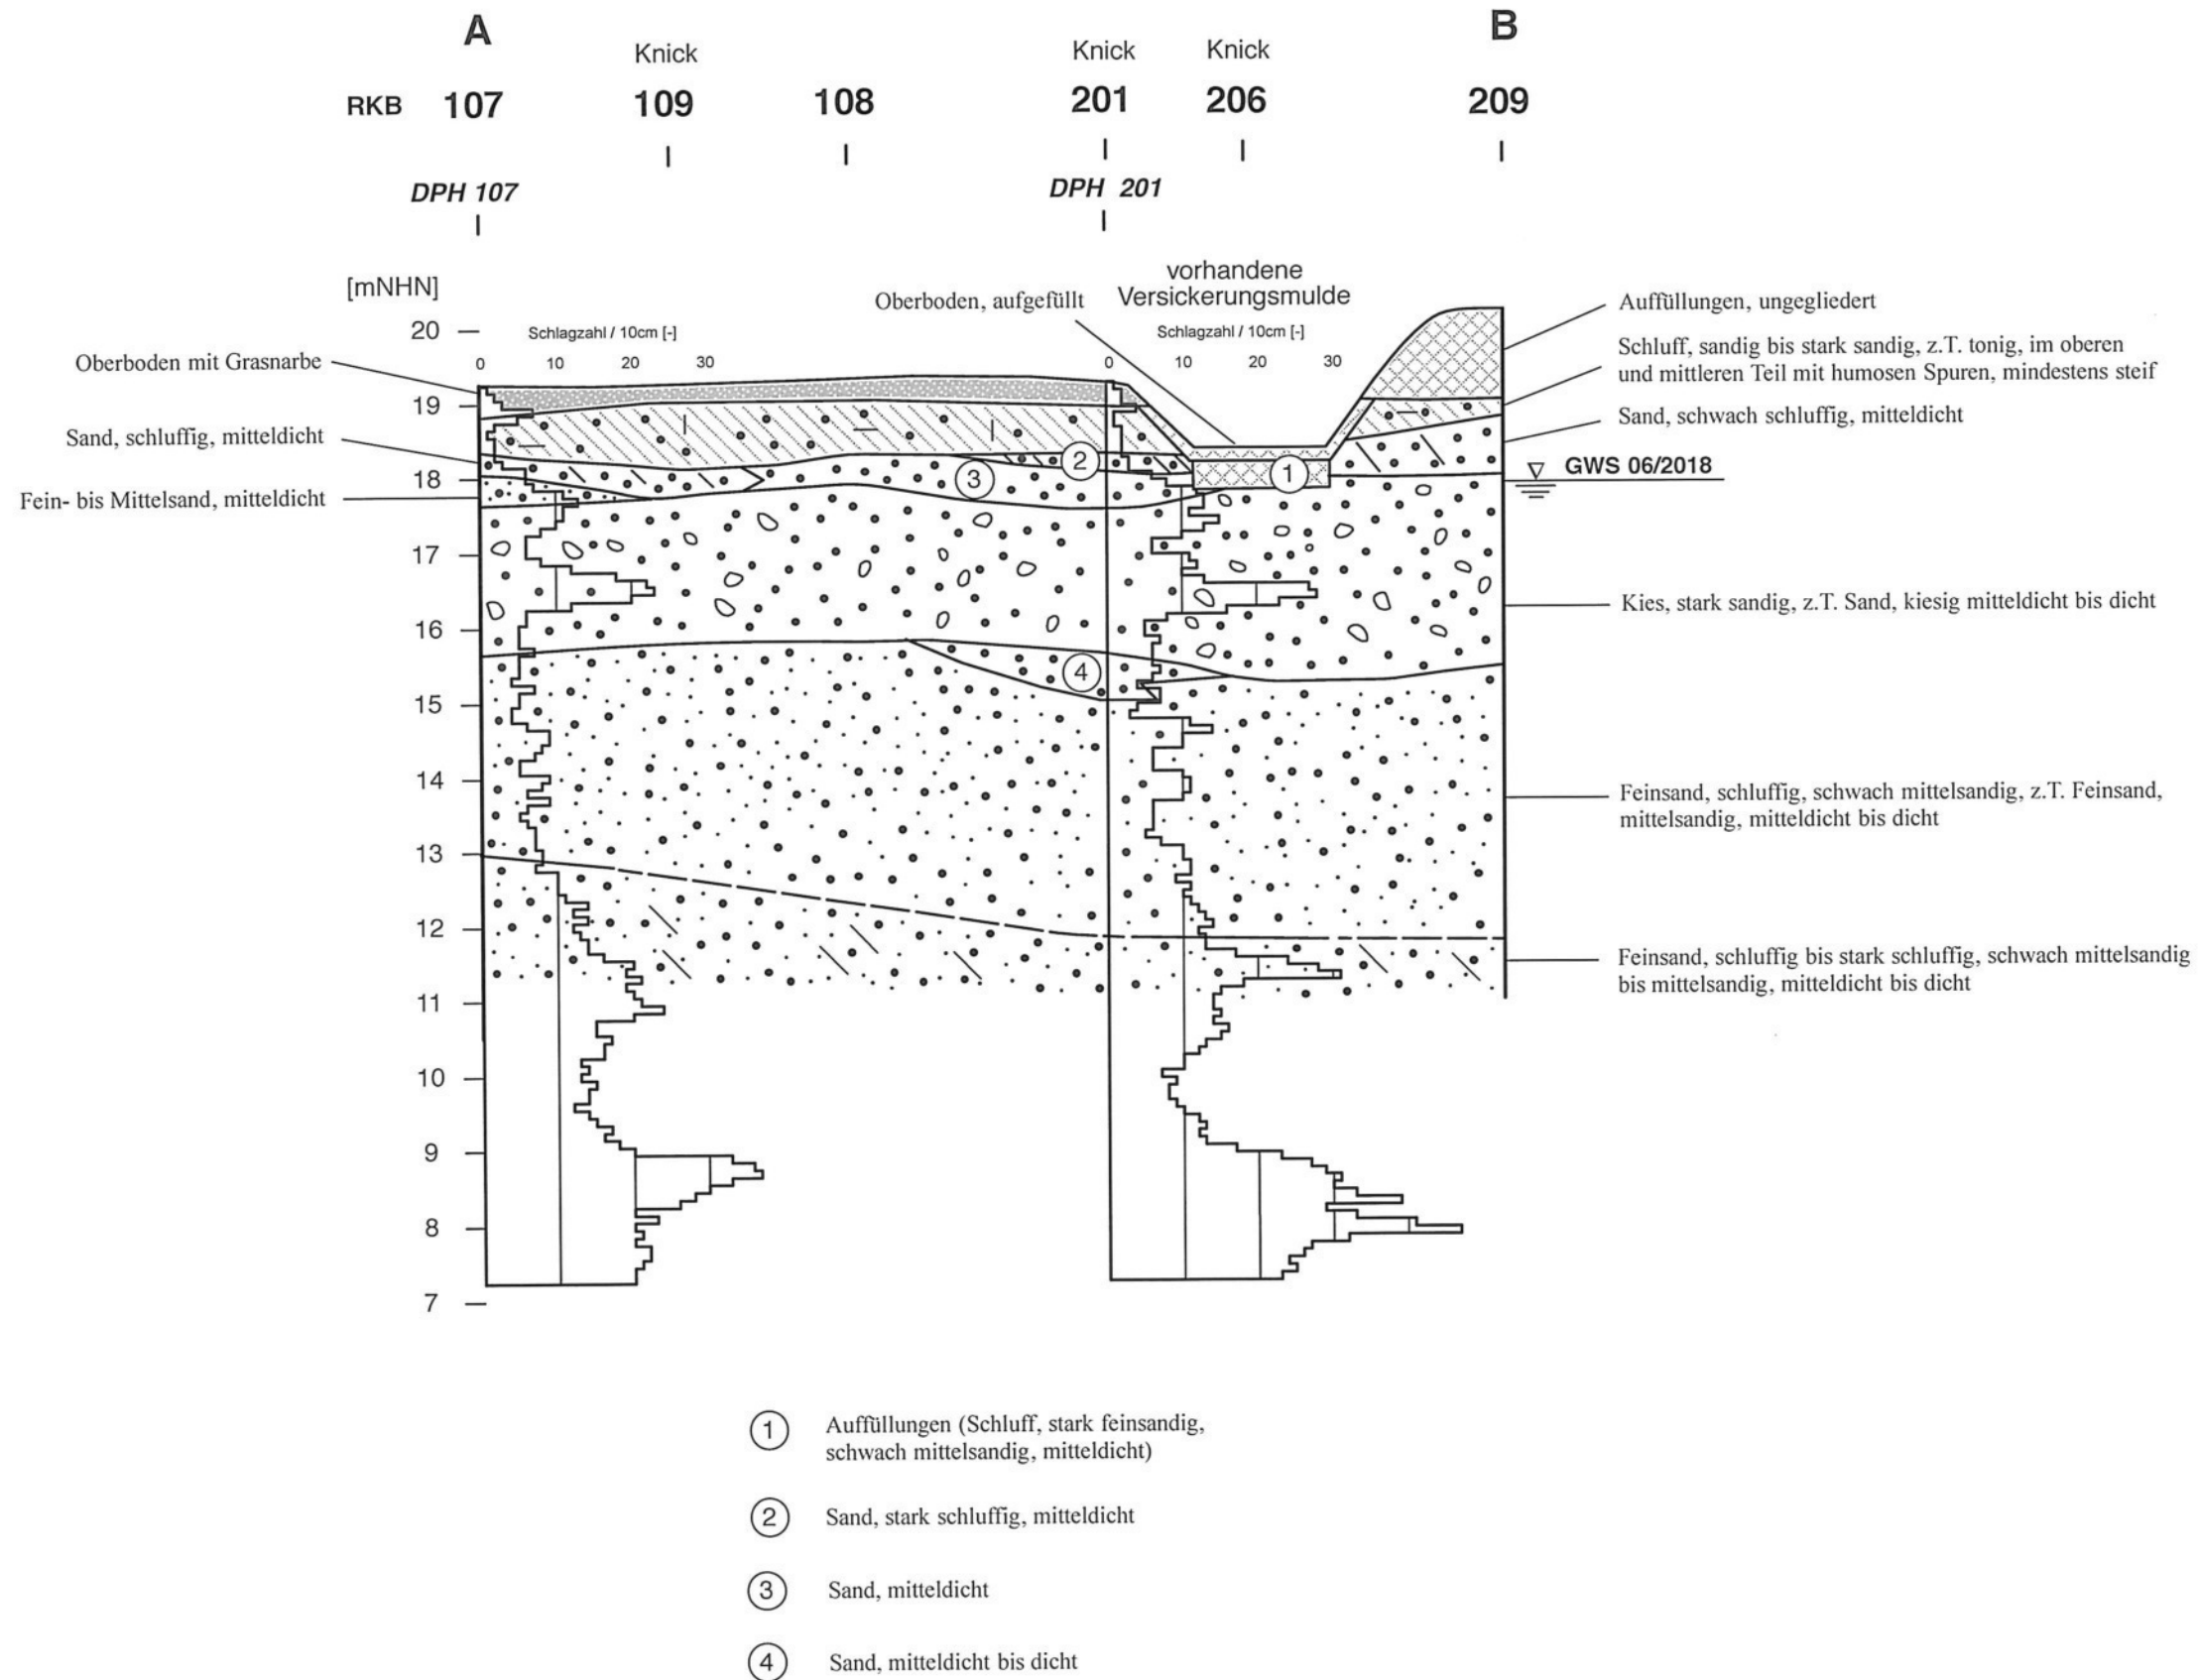 A
B
Knick
Knick
Knick
RKB 107 109 108 201 206 209
DPH 107
DPH 201
[mNHN]
vorhandene
Versickerungsmulde
Oberboden, aufgefüllt
Schlagzahl / 10cm [-]
0 10 20 30
Schlagzahl / 10cm [-]
0 10 20 30
20
19
18
17
16
15
14
13
12
11
10
9
8
7
Oberboden mit Grasnarbe
Sand, schluffig, mitteldicht
Fein- bis Mittelsand, mitteldicht
Auffüllungen, ungegliedert
Schluff, sandig bis stark sandig, z.T. tonig, im oberen
und mittleren Teil mit humosen Spuren, mindestens steif
Sand, schwach schluffig, mitteldicht
GWS 06/2018
Kies, stark sandig, z.T. Sand, kiesig mitteldicht bis dicht
Feinsand, schluffig, schwach mittelsandig, z.T. Feinsand,
mittelsandig, mitteldicht bis dicht
Feinsand, schluffig bis stark schluffig, schwach mittelsandig
bis mittelsandig, mitteldicht bis dicht
2
3
1
4
1 Auffüllungen (Schluff, stark feinsandig,
schwach mittelsandig, mitteldicht)
2 Sand, stark schluffig, mitteldicht
3 Sand, mitteldicht
4 Sand, mitteldicht bis dicht